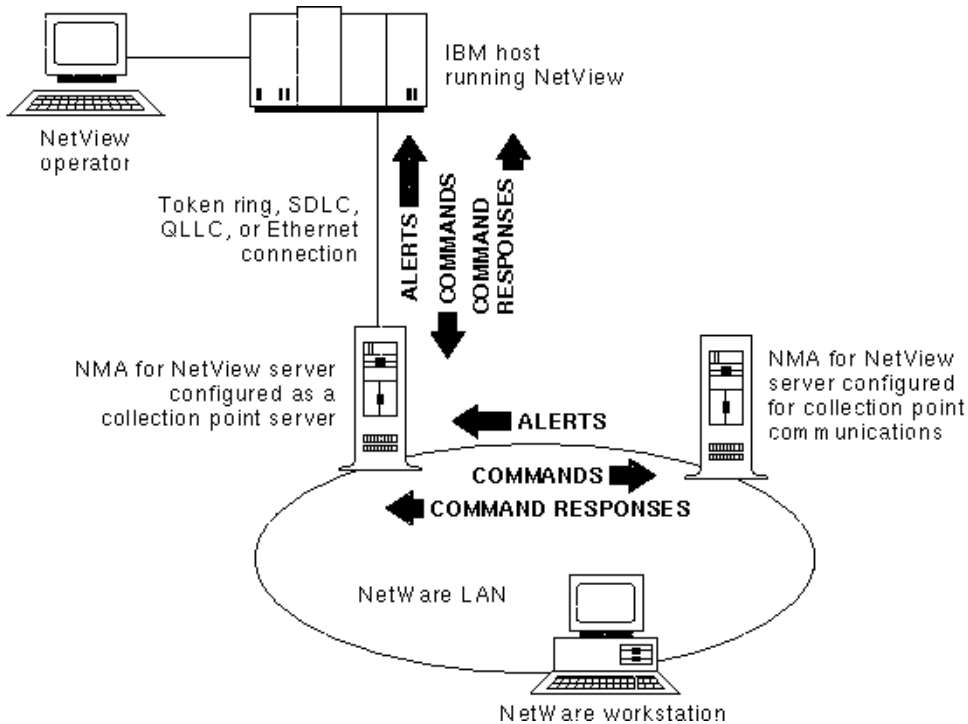 IBM host
running NetView
NetView
operator
Token ring, SDLC,
QLLC, or Ethernet
connection
ALERTS
COMMANDS
COMMAND
RESPONSES
NMA for NetView server
configured as a
collection point server
NMA for NetView
server configured
for collection point
communications
ALERTS
COMMANDS
COMMAND RESPONSES
NetWare LAN
NetWare workstation